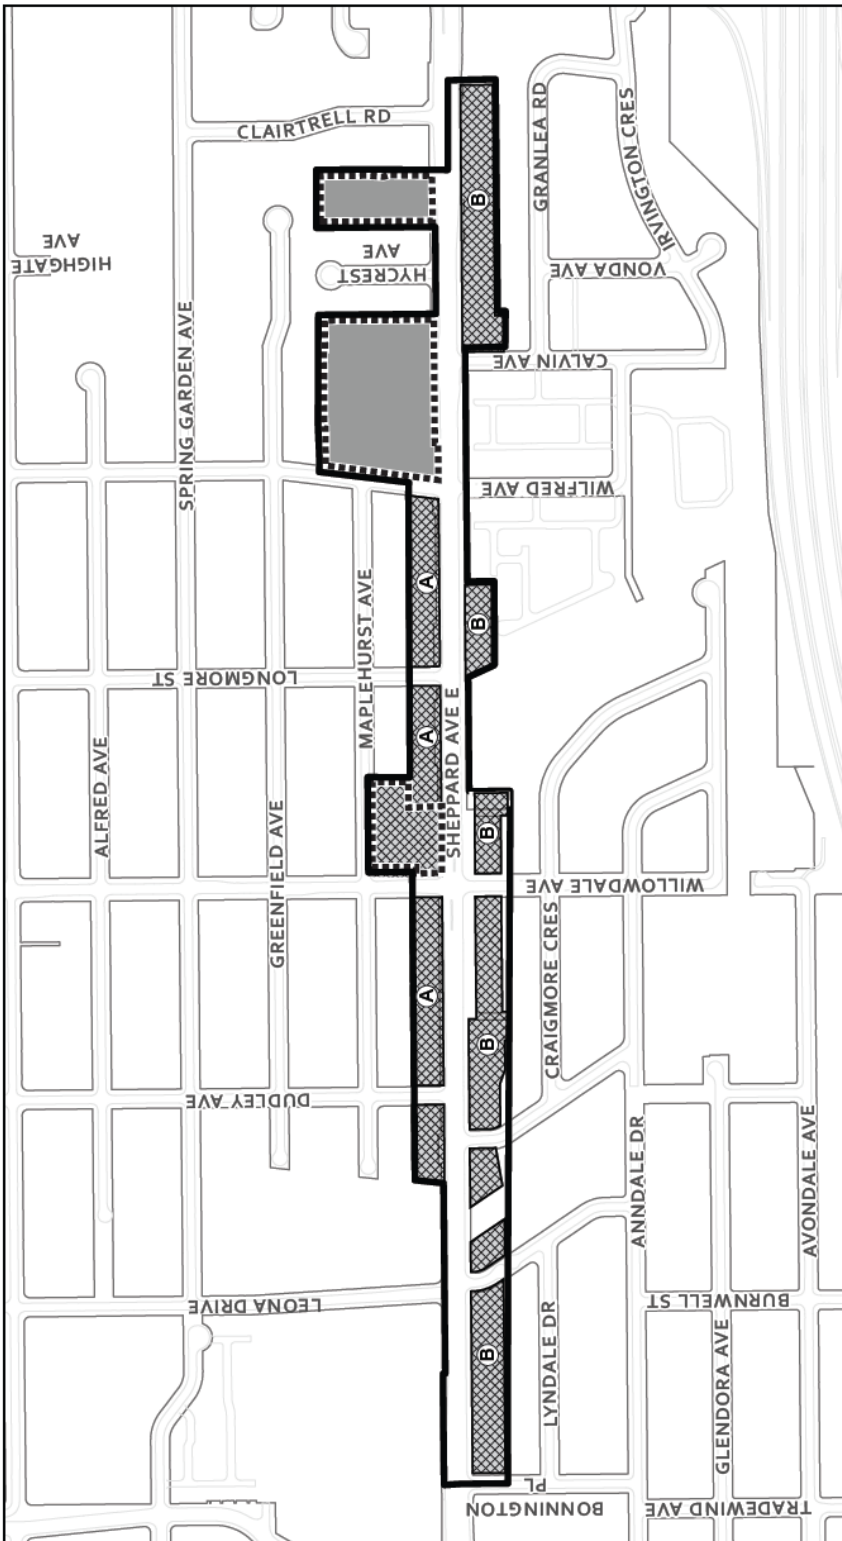 CLAIRTRELL RD
GRANLEA RD
IRVINGTON CRES
B
HIGHGATE
AVE
HYCREST
AVE
VONDA AVE
SPRING GARDEN AVE
CALVIN AVE
WILFRED AVE
A
B
MAPLEHURST AVE
LONGMORE ST
A
SHEPPARD AVE E
ALFRED AVE
GREENFIELD AVE
B
WILLOWDALE AVE
CRAIGMORE CRES
A
B
DUDLEY AVE
ANNDALE DR
AVONDALE AVE
LEONA DRIVE
BURNWELL ST
B
LYNDALE DR
GLENDORA AVE
BONNINGTON
PL
TRADEWIND AVE